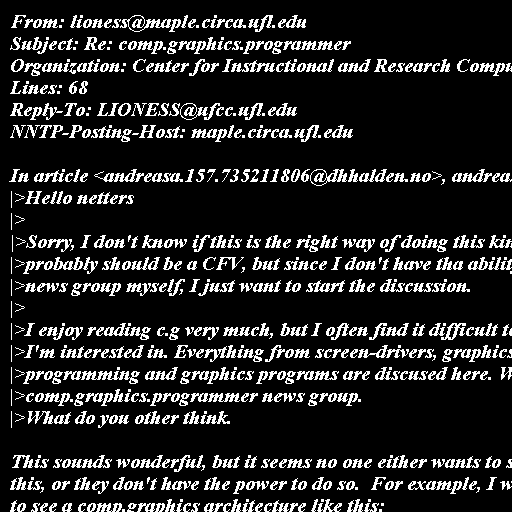 From: lioness@maple.circa.ufl.edu
Subject: Re: comp.graphics.programmer
Organization: Center for Instructional and Research Compu
Lines: 68
Reply-To: LIONESS@ufcc.ufl.edu
NNTP-Posting-Host: maple.circa.ufl.edu

In article <andreasa.157.735211806@dhhalden.no>, andreas
|>Hello netters
|>
|>Sorry, I don't know if this is the right way of doing this kin
|>probably should be a CFV, but since I don't have tha ability
|>news group myself, I just want to start the discussion.
|>
|>I enjoy reading c.g very much, but I often find it difficult to
|>I'm interested in. Everything from screen-drivers, graphics
|>programming and graphics programs are discused here. W
|>comp.graphics.programmer news group.
|>What do you other think.

This sounds wonderful, but it seems no one either wants to s
this, or they don't have the power to do so.  For example, I w
to see a comp.graphics architecture like this: